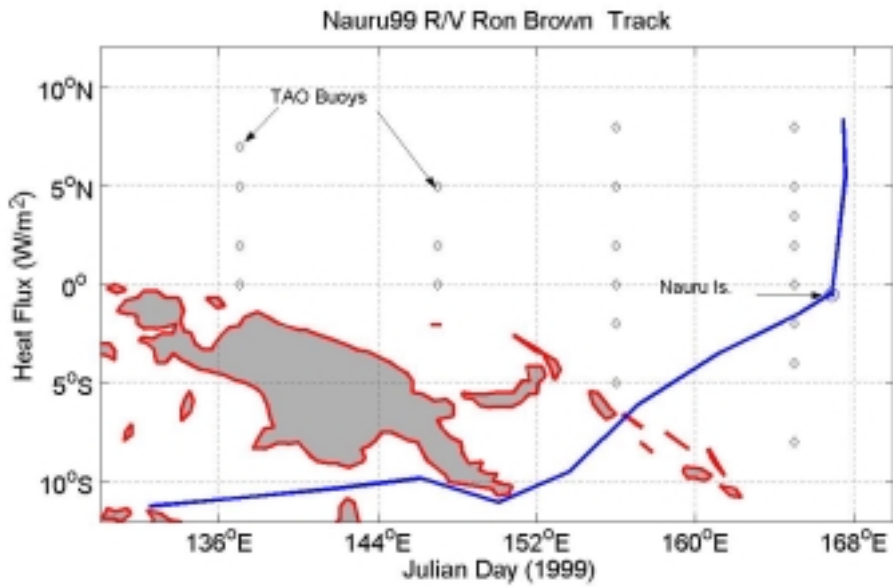 Nauru99 R/V Ron Brown Track
10°N
TAO Buoys
5°N
0°
Nauru Is.
5°S
10°S
Heat Flux (W/m²)
136°E 144°E 152°E 160°E 168°E
Julian Day (1999)